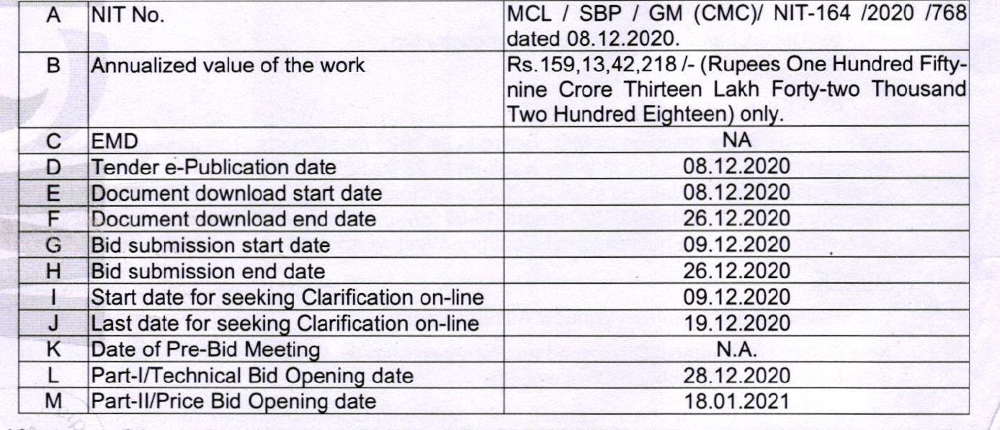 A NIT No. MCL / SBP / GM (CMC)/ NIT-164 /2020 /768
dated 08.12.2020.
B Annualized value of the work Rs.159,13,42,218 /- (Rupees One Hundred Fifty-
nine Crore Thirteen Lakh Forty-two Thousand
Two Hundred Eighteen) only.
C EMD NA
D Tender e-Publication date 08.12.2020
E Document download start date 08.12.2020
F Document download end date 26.12.2020
G Bid submission start date 09.12.2020
H Bid submission end date 26.12.2020
I Start date for seeking Clarification on-line 09.12.2020
J Last date for seeking Clarification on-line 19.12.2020
K Date of Pre-Bid Meeting N.A.
L Part-I/Technical Bid Opening date 28.12.2020
M Part-II/Price Bid Opening date 18.01.2021